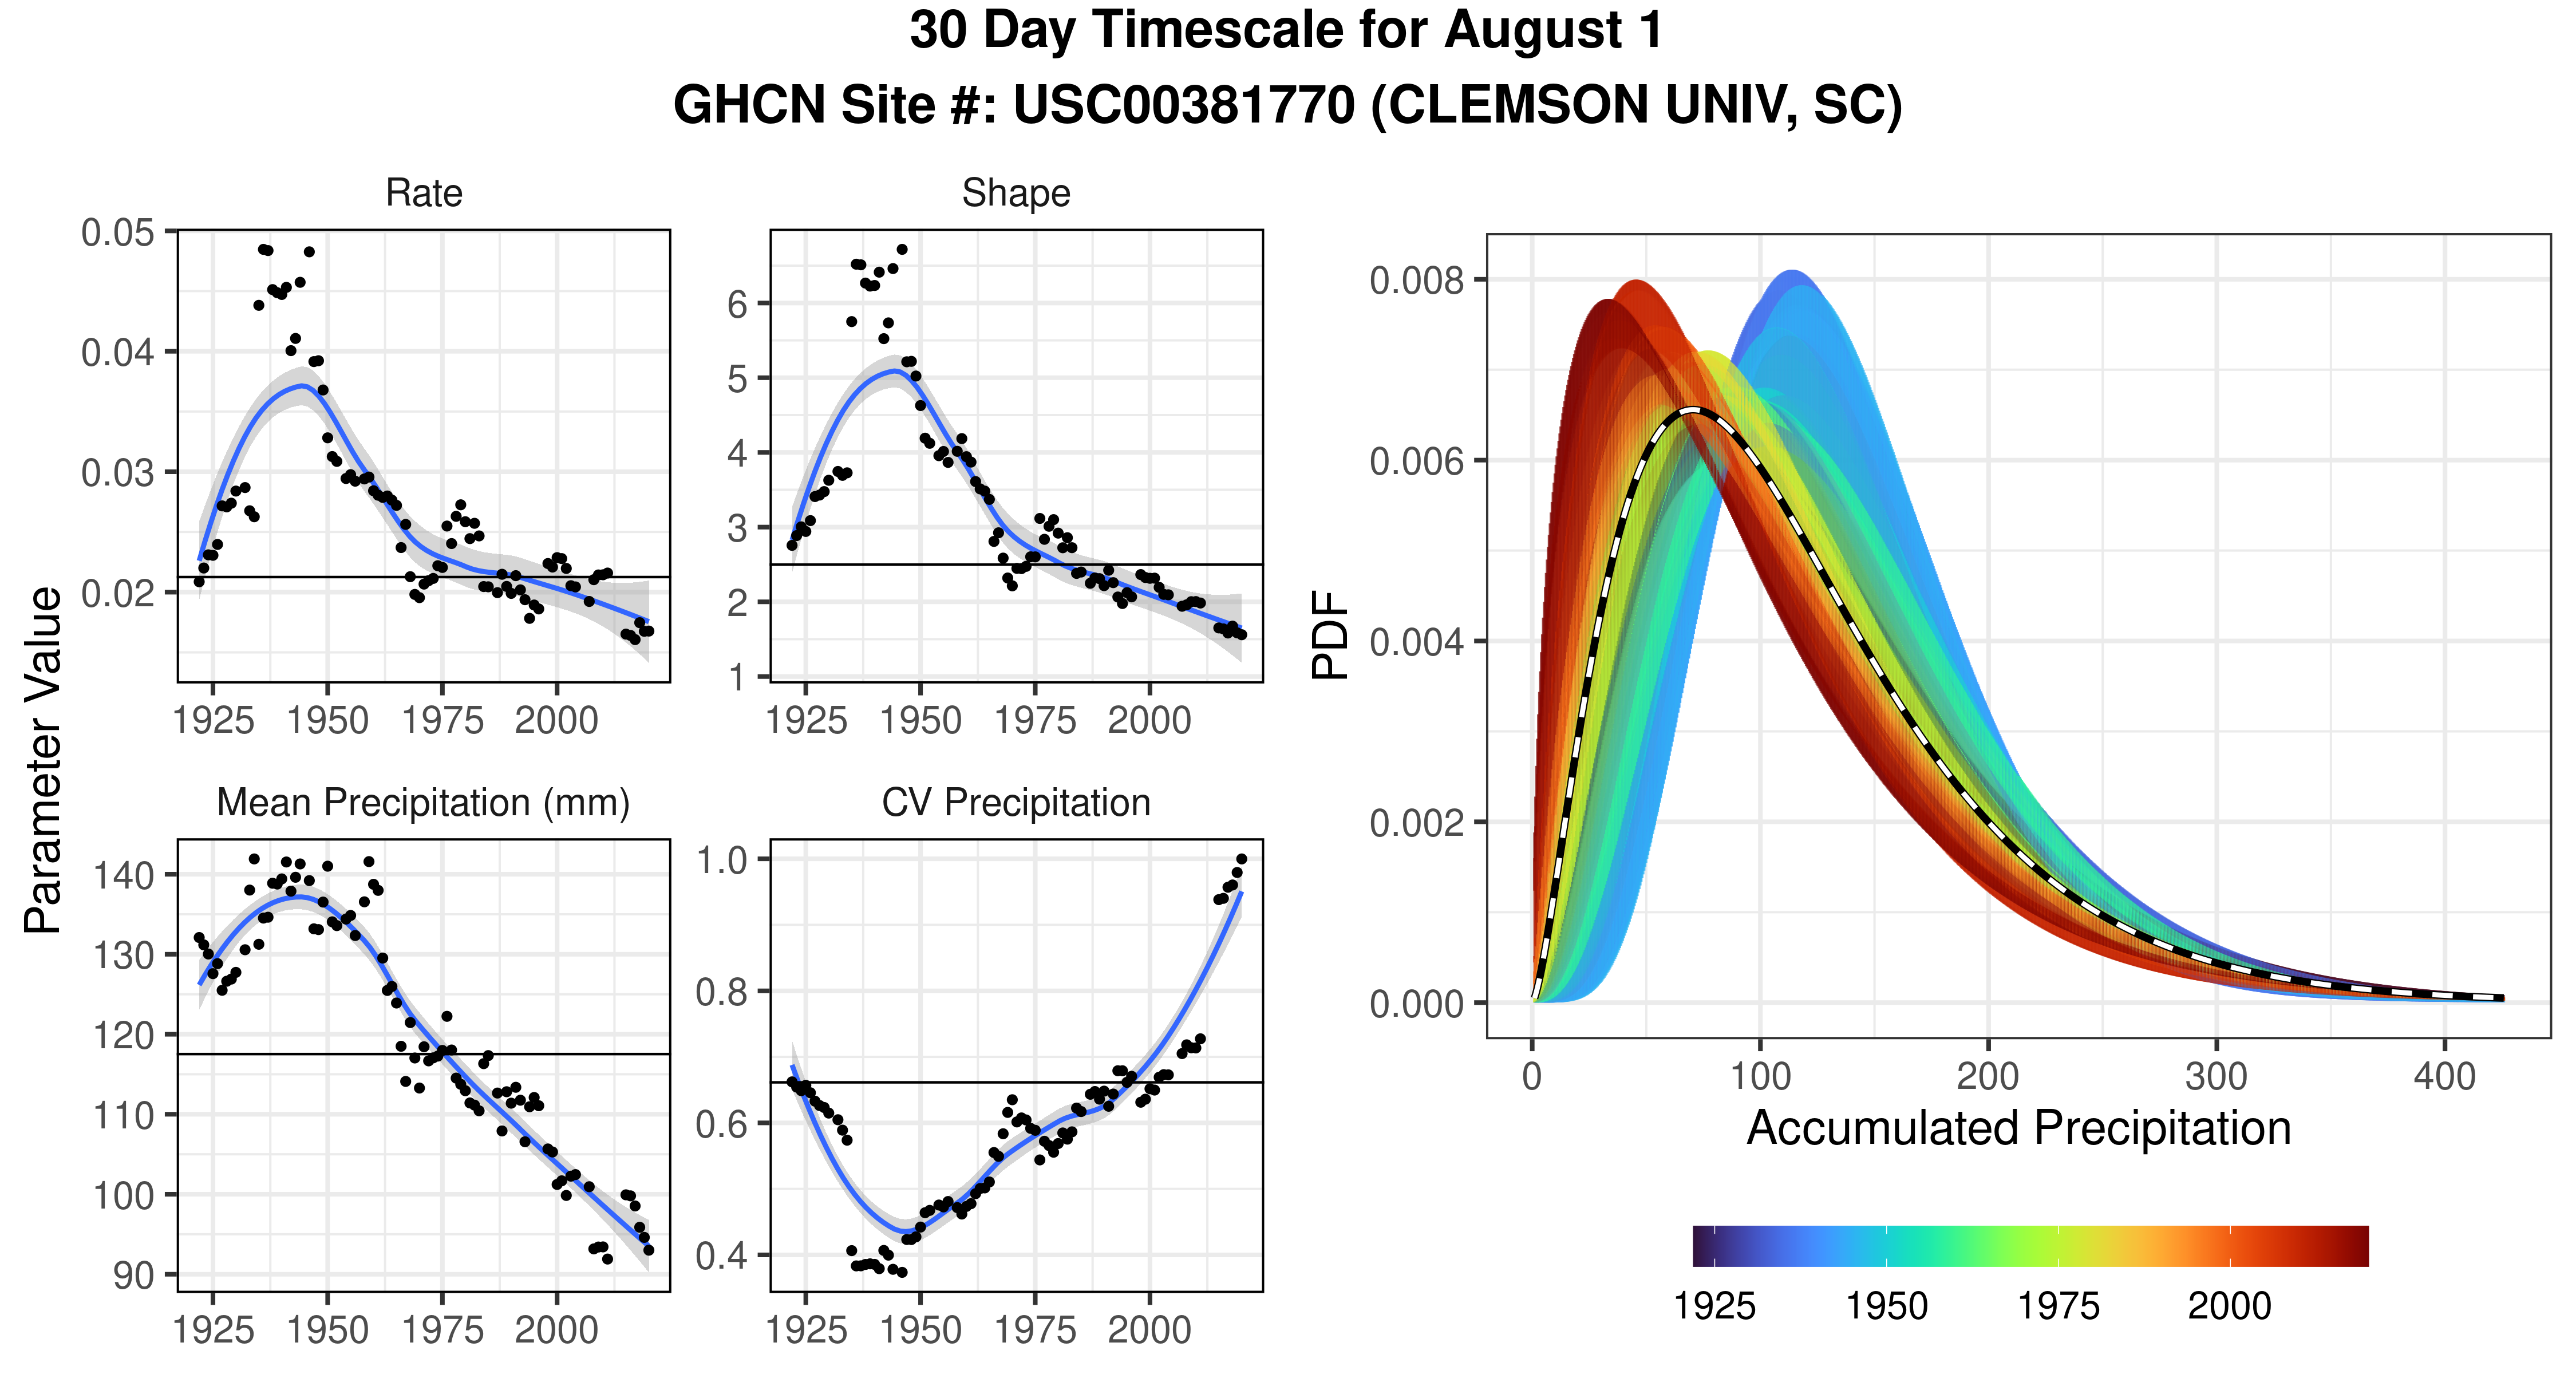 30 Day Timescale for August 1
GHCN Site #: USC00381770 (CLEMSON UNIV, SC)
Rate
0.05
0.04
0.03
0.02
1925 1950 1975 2000
Shape
6
5
4
3
2
1
1925 1950 1975 2000
Parameter Value
Mean Precipitation (mm)
140
130
120
110
100
90
1925 1950 1975 2000
CV Precipitation
1.0
0.8
0.6
0.4
1925 1950 1975 2000
PDF
0.008
0.006
0.004
0.002
0.000
0 100 200 300 400
Accumulated Precipitation
1925 1950 1975 2000